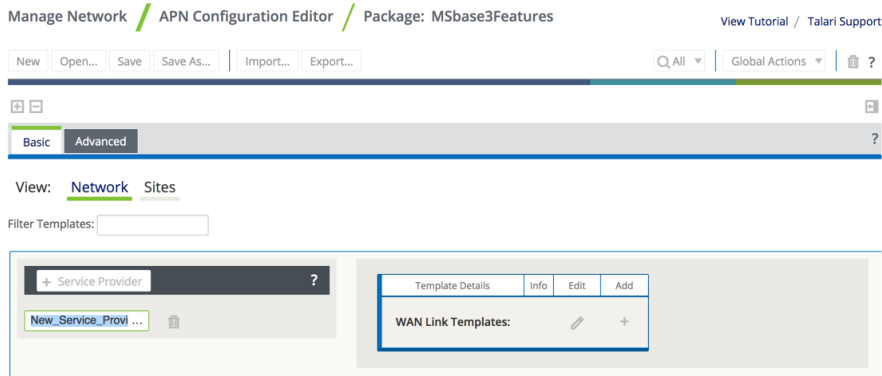 Manage Network / APN Configuration Editor / Package: MSbase3Features
View Tutorial / Talari Support
New Open... Save Save As... Import... Export... All Global Actions ?
Basic Advanced ?
View: Network Sites
Filter Templates:
+ Service Provider ?
Template Details Info Edit Add
New_Service_Provi ...
WAN Link Templates: +